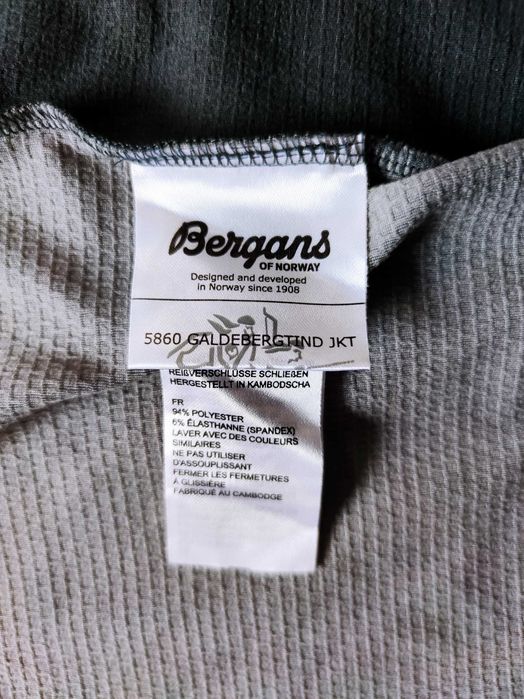 Bergans
OF NORWAY
Designed and developed
in Norway since 1908
5860 GALDEBERGTIND JKT
REIßVERSCHLÜSSE SCHLIEßEN
HERGESTELLT IN KAMBODSCHA
FR
94% POLYESTER
6% ÉLASTHANNE (SPANDEX)
LAVER AVEC DES COULEURS
SIMILAIRES
NE PAS UTILISER
D'ASSOUPLISSANT
FERMER LES FERMETURES
À GLISSIÈRE
FABRIQUÉ AU CAMBODGE